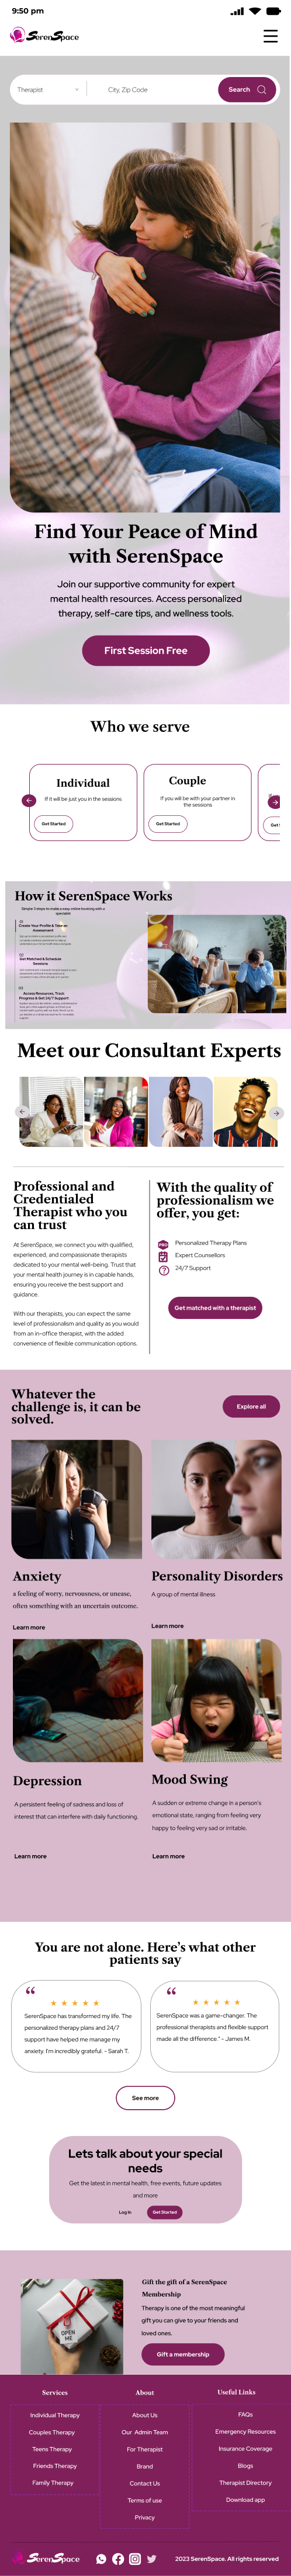 9:50 pm
SerenSpace
Therapist
City, Zip Code
Search
Find Your Peace of Mind
with SerenSpace
Join our supportive community for expert
mental health resources. Access personalized
therapy, self-care tips, and wellness tools.
First Session Free
Who we serve
Individual
If it will be just you in the sessions
Get Started
Couple
If you will be with your partner in
the sessions
Get Started
Get
How it SerenSpace Works
Simple 3 steps to make a easy online booking with a
specialist
01
Create Your Profile & Take an
Assessment
02
Get Matched & Schedule
Sessions
03
Access Resources, Track
Progress & Get 24/7 Support
Meet our Consultant Experts
Professional and
Credentialed
Therapist who you
can trust
At SerenSpace, we connect you with qualified,
experienced, and compassionate therapists
dedicated to your mental well-being. Trust that
your mental health journey is in capable hands,
ensuring you receive the best support and
guidance.
With our therapists, you can expect the same
level of professionalism and quality as you would
from an in-office therapist, with the added
convenience of flexible communication options.
With the quality of
professionalism we
offer, you get:
PRO
Personalized Therapy Plans
Expert Counsellors
24/7 Support
Get matched with a therapist
Whatever the
challenge is, it can be
solved.
Explore all
Anxiety
a feeling of worry, nervousness, or unease,
often something with an uncertain outcome.
Learn more
Personality Disorders
A group of mental illness
Learn more
Depression
A persistent feeling of sadness and loss of
interest that can interfere with daily functioning.
Learn more
Mood Swing
A sudden or extreme change in a person's
emotional state, ranging from feeling very
happy to feeling very sad or irritable.
Learn more
You are not alone. Here's what other
patients say
SerenSpace has transformed my life. The
personalized therapy plans and 24/7
support have helped me manage my
anxiety. I'm incredibly grateful. - Sarah T.
SerenSpace was a game-changer. The
professional therapists and flexible support
made all the difference." - James M.
See more
Lets talk about your special
needs
Get the latest in mental health, free events, future updates
and more
Log In
Get Started
OPEN
ME
Gift the gift of a SerenSpace
Membership
Therapy is one of the most meaningful
gift you can give to your friends and
loved ones.
Gift a membership
Services
Individual Therapy
Couples Therapy
Teens Therapy
Friends Therapy
Family Therapy
About
About Us
Our Admin Team
For Therapist
Brand
Contact Us
Terms of use
Privacy
Useful Links
FAQs
Emergency Resources
Insurance Coverage
Blogs
Therapist Directory
Download app
SerenSpace
2023 SerenSpace. All rights reserved